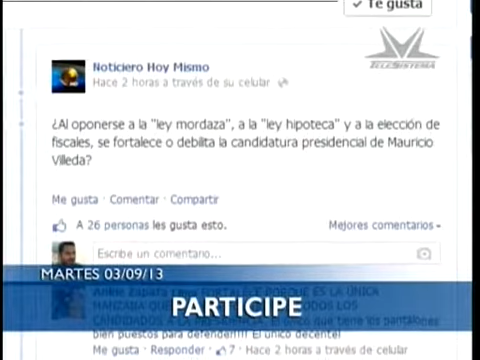 Te gusta
TELESISTEMA
Noticiero Hoy Mismo
Hace 2 horas a través de su celular
¿Al oponerse a la "ley mordaza", a la "ley hipoteca" y a la elección de
fiscales, se fortalece o debilita la candidatura presidencial de Mauricio
Villeda?
Me gusta · Comentar · Compartir
A 26 personas les gusta esto.
Mejores comentarios
Escribe un comentario...
MARTES 03/09/13
PARTICIPE
bien puestos para defender!!! El unico decente!
Me gusta · Responder · 7 · Hace 2 horas a través de celular